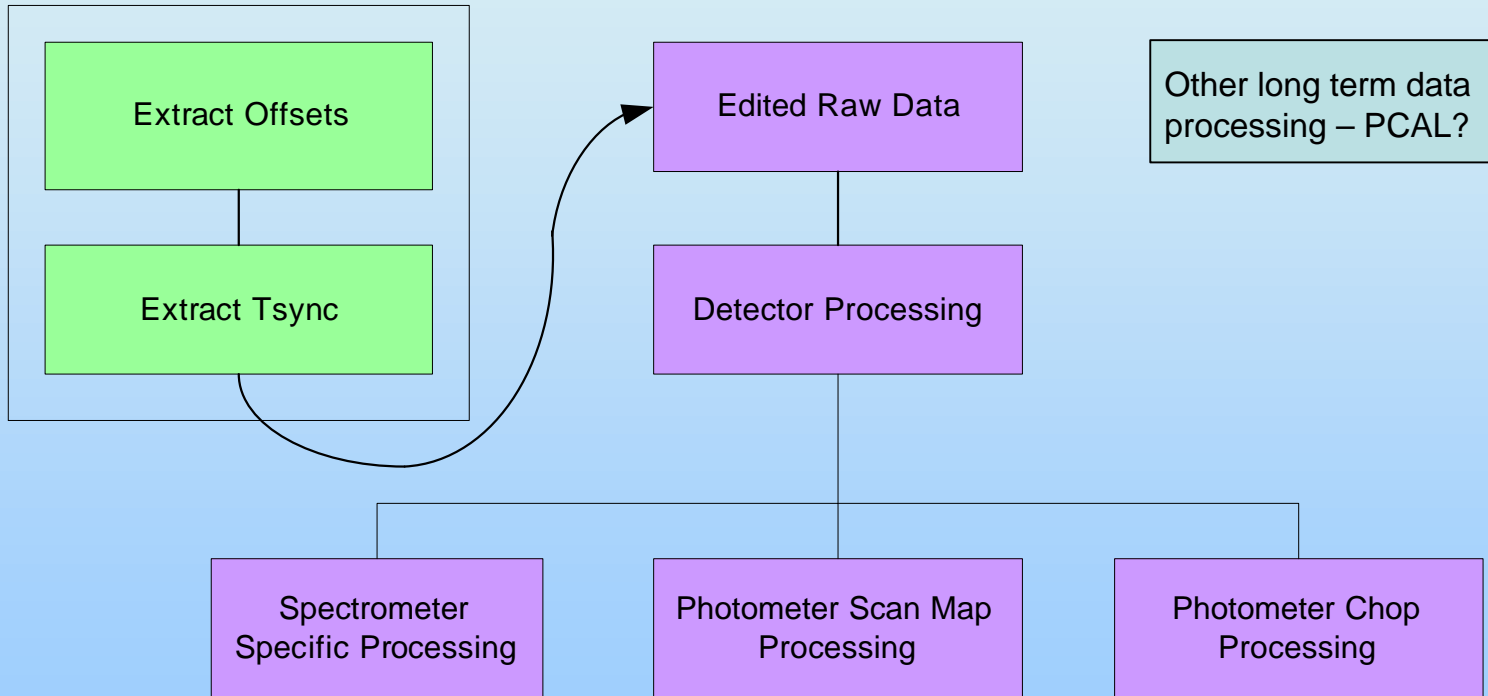 Extract Offsets
Edited Raw Data
Other long term data
processing – PCAL?
Extract Tsync
Detector Processing
Spectrometer
Specific Processing
Photometer Scan Map
Processing
Photometer Chop
Processing